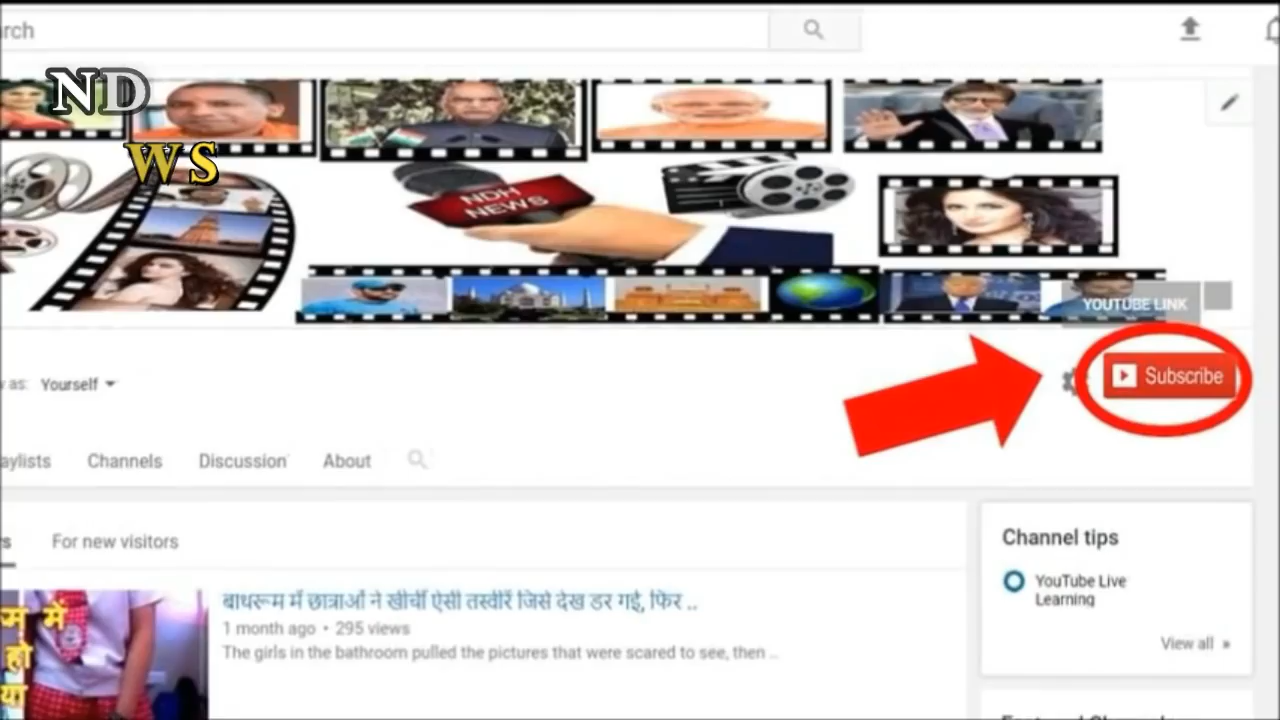 rch
ND
WS
NDH
NEWS
YOUTUBE LINK
Subscribe
as: Yourself
aylists Channels Discussion About
s For new visitors
Channel tips
YouTube Live
Learning
View all »
बाथरूम में छात्राओं ने खींचीं ऐसी तस्वीरें जिसे देख डर गईं, फिर ..
1 month ago • 295 views
The girls in the bathroom pulled the pictures that were scared to see, then ..
म में
हो
या